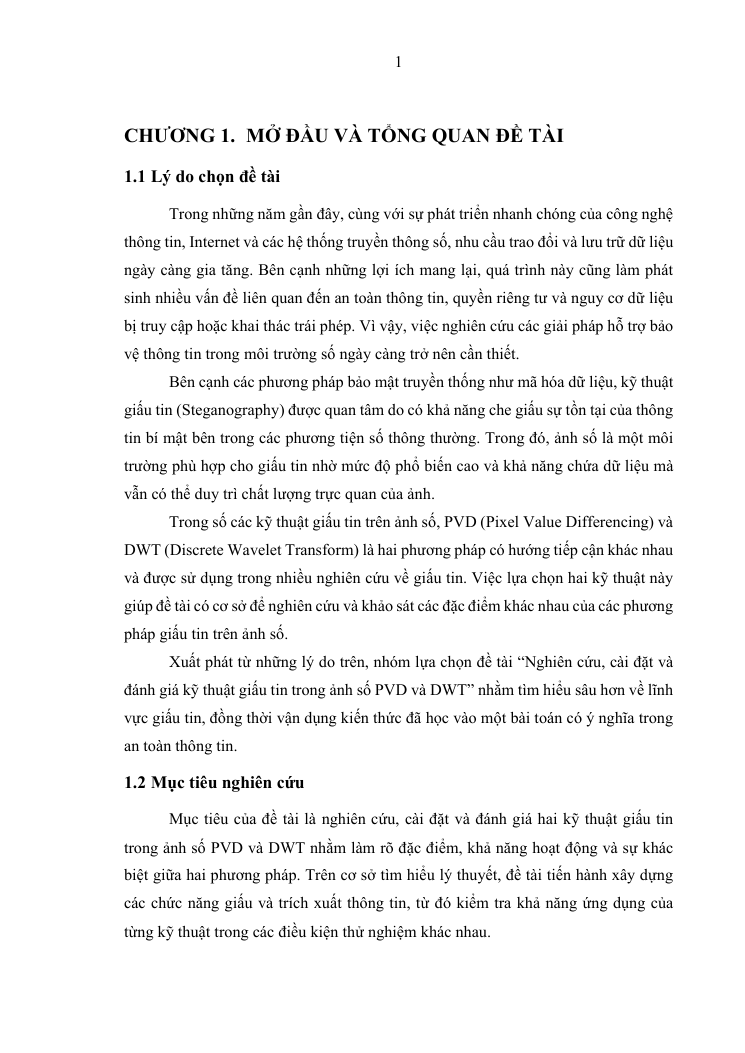 1
CHƯƠNG 1. MỞ ĐẦU VÀ TỔNG QUAN ĐỀ TÀI
1.1 Lý do chọn đề tài
Trong những năm gần đây, cùng với sự phát triển nhanh chóng của công nghệ
thông tin, Internet và các hệ thống truyền thông số, nhu cầu trao đổi và lưu trữ dữ liệu
ngày càng gia tăng. Bên cạnh những lợi ích mang lại, quá trình này cũng làm phát
sinh nhiều vấn đề liên quan đến an toàn thông tin, quyền riêng tư và nguy cơ dữ liệu
bị truy cập hoặc khai thác trái phép. Vì vậy, việc nghiên cứu các giải pháp hỗ trợ bảo
vệ thông tin trong môi trường số ngày càng trở nên cần thiết.
Bên cạnh các phương pháp bảo mật truyền thống như mã hóa dữ liệu, kỹ thuật
giấu tin (Steganography) được quan tâm do có khả năng che giấu sự tồn tại của thông
tin bí mật bên trong các phương tiện số thông thường. Trong đó, ảnh số là một môi
trường phù hợp cho giấu tin nhờ mức độ phổ biến cao và khả năng chứa dữ liệu mà
vẫn có thể duy trì chất lượng trực quan của ảnh.
Trong số các kỹ thuật giấu tin trên ảnh số, PVD (Pixel Value Differencing) và
DWT (Discrete Wavelet Transform) là hai phương pháp có hướng tiếp cận khác nhau
và được sử dụng trong nhiều nghiên cứu về giấu tin. Việc lựa chọn hai kỹ thuật này
giúp đề tài có cơ sở để nghiên cứu và khảo sát các đặc điểm khác nhau của các phương
pháp giấu tin trên ảnh số.
Xuất phát từ những lý do trên, nhóm lựa chọn đề tài “Nghiên cứu, cài đặt và
đánh giá kỹ thuật giấu tin trong ảnh số PVD và DWT” nhằm tìm hiểu sâu hơn về lĩnh
vực giấu tin, đồng thời vận dụng kiến thức đã học vào một bài toán có ý nghĩa trong
an toàn thông tin.
1.2 Mục tiêu nghiên cứu
Mục tiêu của đề tài là nghiên cứu, cài đặt và đánh giá hai kỹ thuật giấu tin
trong ảnh số PVD và DWT nhằm làm rõ đặc điểm, khả năng hoạt động và sự khác
biệt giữa hai phương pháp. Trên cơ sở tìm hiểu lý thuyết, đề tài tiến hành xây dựng
các chức năng giấu và trích xuất thông tin, từ đó kiểm tra khả năng ứng dụng của
từng kỹ thuật trong các điều kiện thử nghiệm khác nhau.